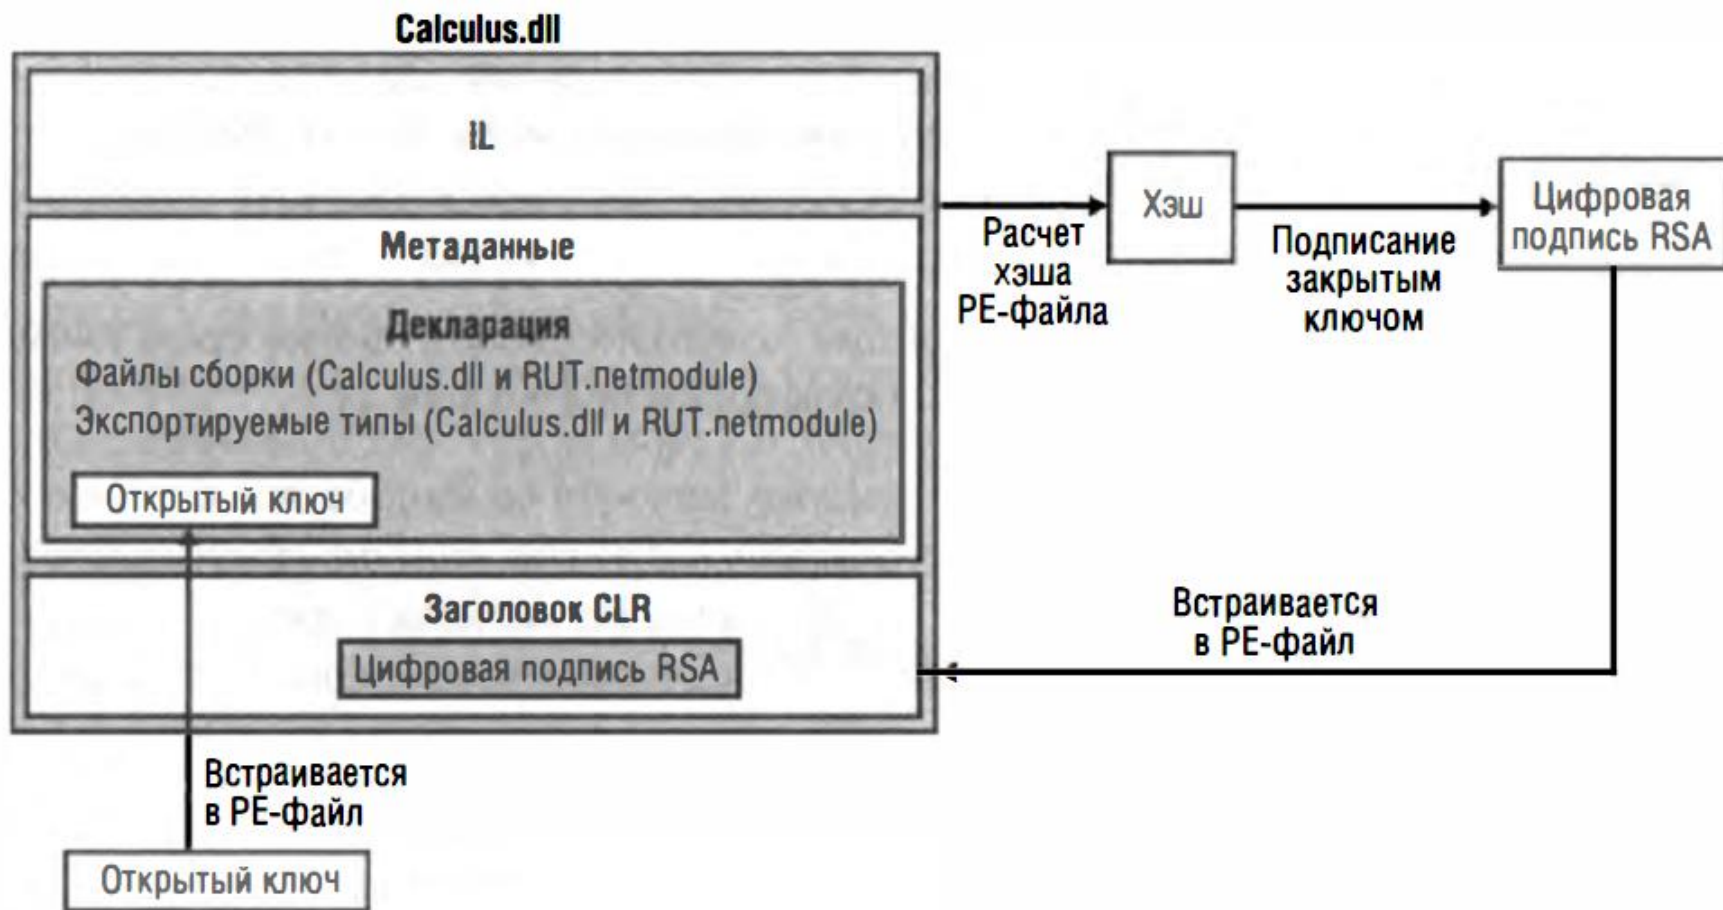 Calculus.dll
IL
Метаданные
Декларация
Файлы сборки (Calculus.dll и RUT.netmodule)
Экспортируемые типы (Calculus.dll и RUT.netmodule)
Открытый ключ
Заголовок CLR
Цифровая подпись RSA
Встраивается
в PE-файл
Открытый ключ
Расчет
хэша
PE-файла
Хэш
Подписание
закрытым
ключом
Цифровая
подпись RSA
Встраивается
в PE-файл